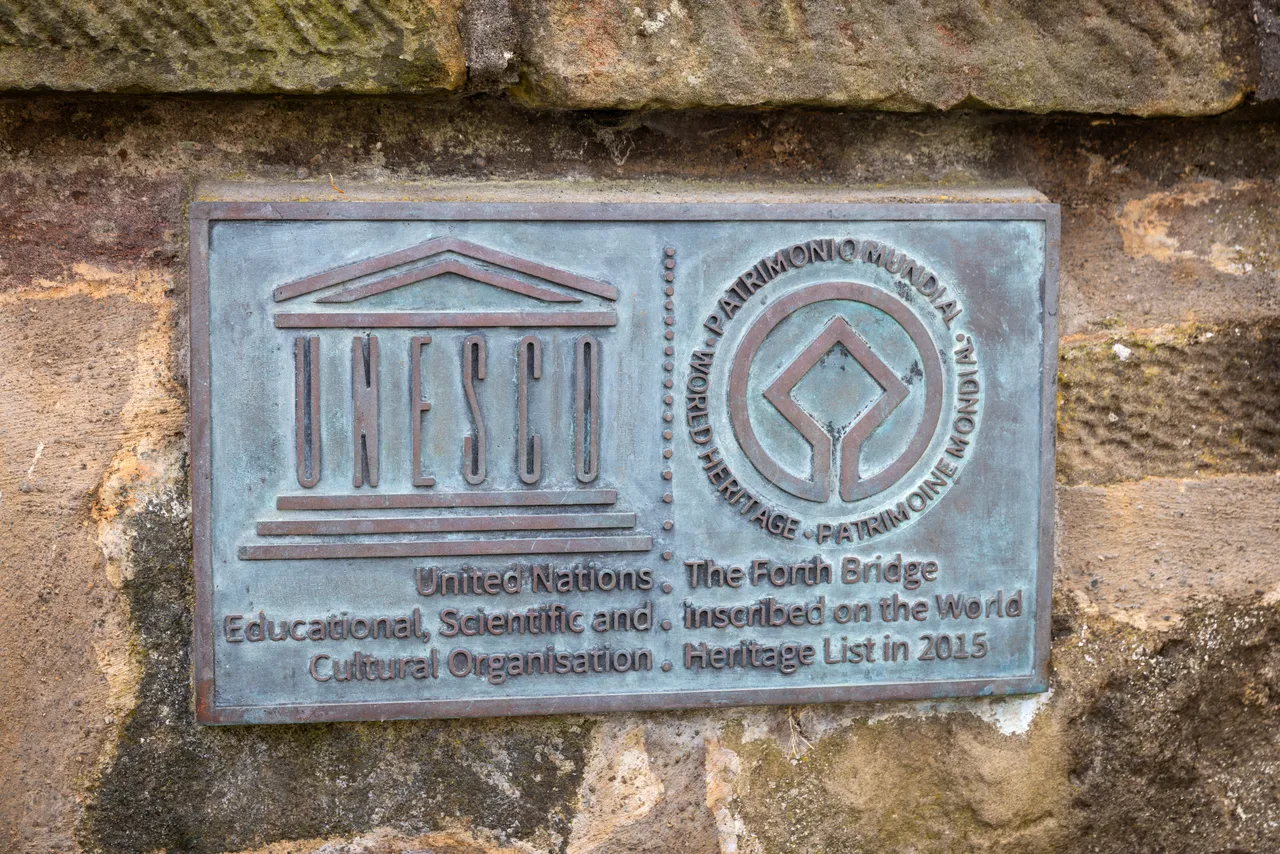 UNESCO
United Nations
Educational, Scientific and
Cultural Organisation
PATRIMONIO MUNDIAL • WORLD HERITAGE • PATRIMOINE MONDIAL •
The Forth Bridge
inscribed on the World
Heritage List in 2015